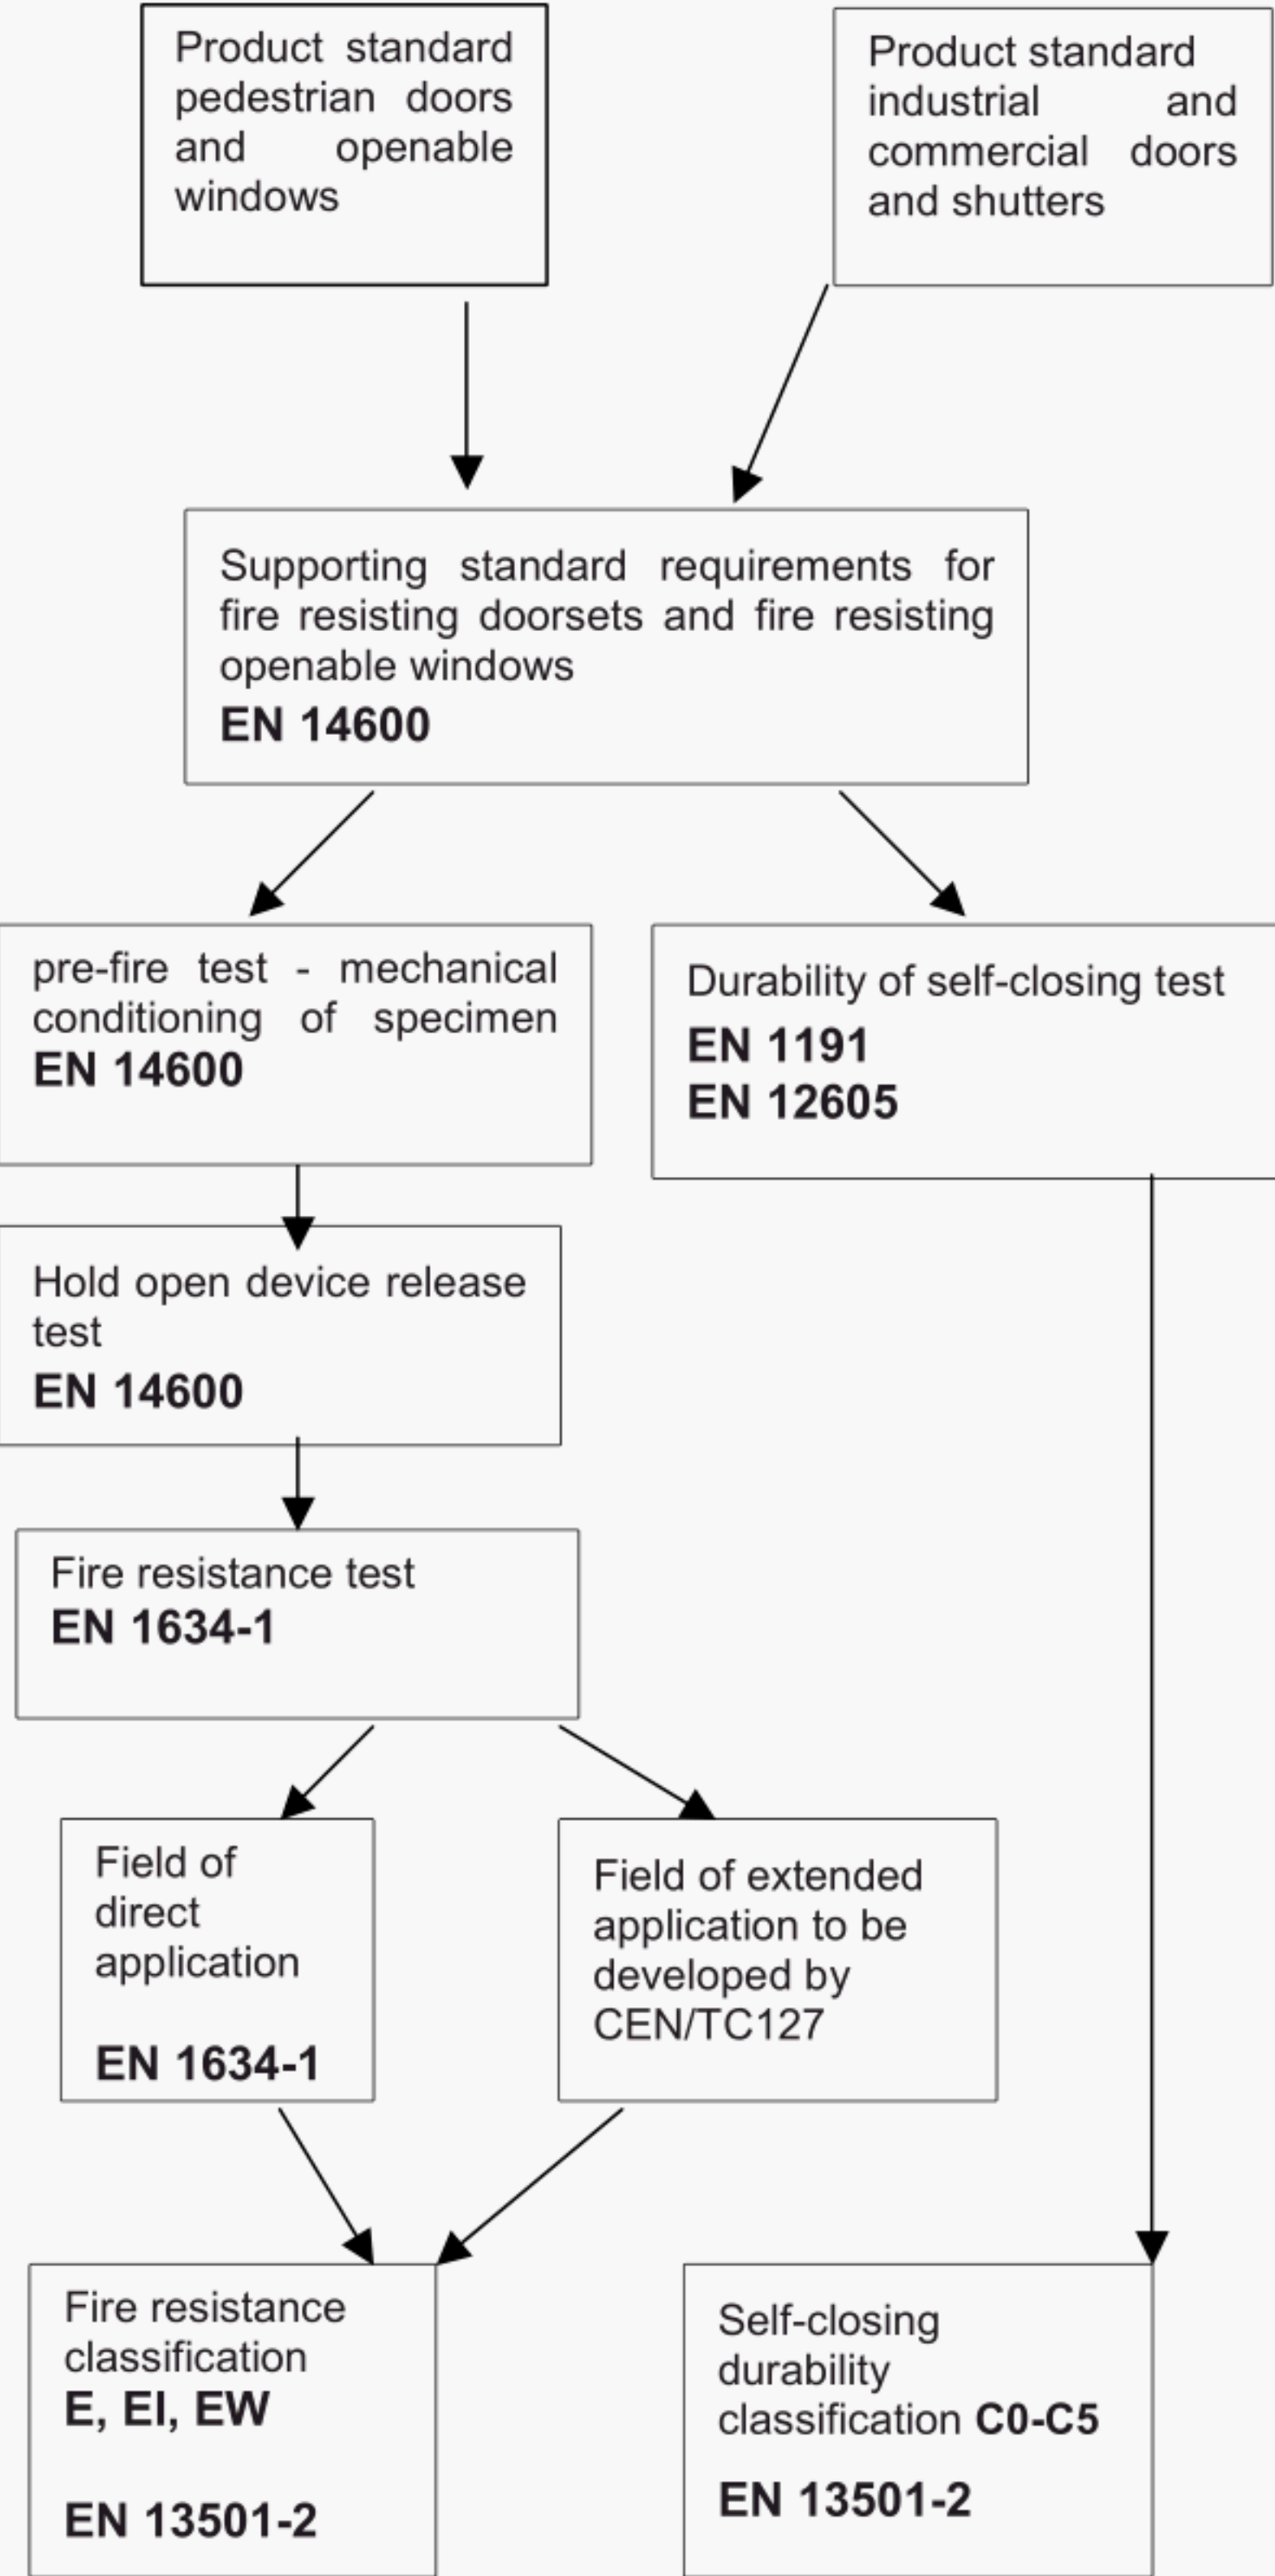 Product standard
pedestrian doors
and openable
windows
Product standard
industrial and
commercial doors
and shutters
Supporting standard requirements for
fire resisting doorsets and fire resisting
openable windows
EN 14600
pre-fire test - mechanical
conditioning of specimen
EN 14600
Durability of self-closing test
EN 1191
EN 12605
Hold open device release
test
EN 14600
Fire resistance test
EN 1634-1
Field of
direct
application
EN 1634-1
Field of extended
application to be
developed by
CEN/TC127
Fire resistance
classification
E, EI, EW
EN 13501-2
Self-closing
durability
classification C0-C5
EN 13501-2